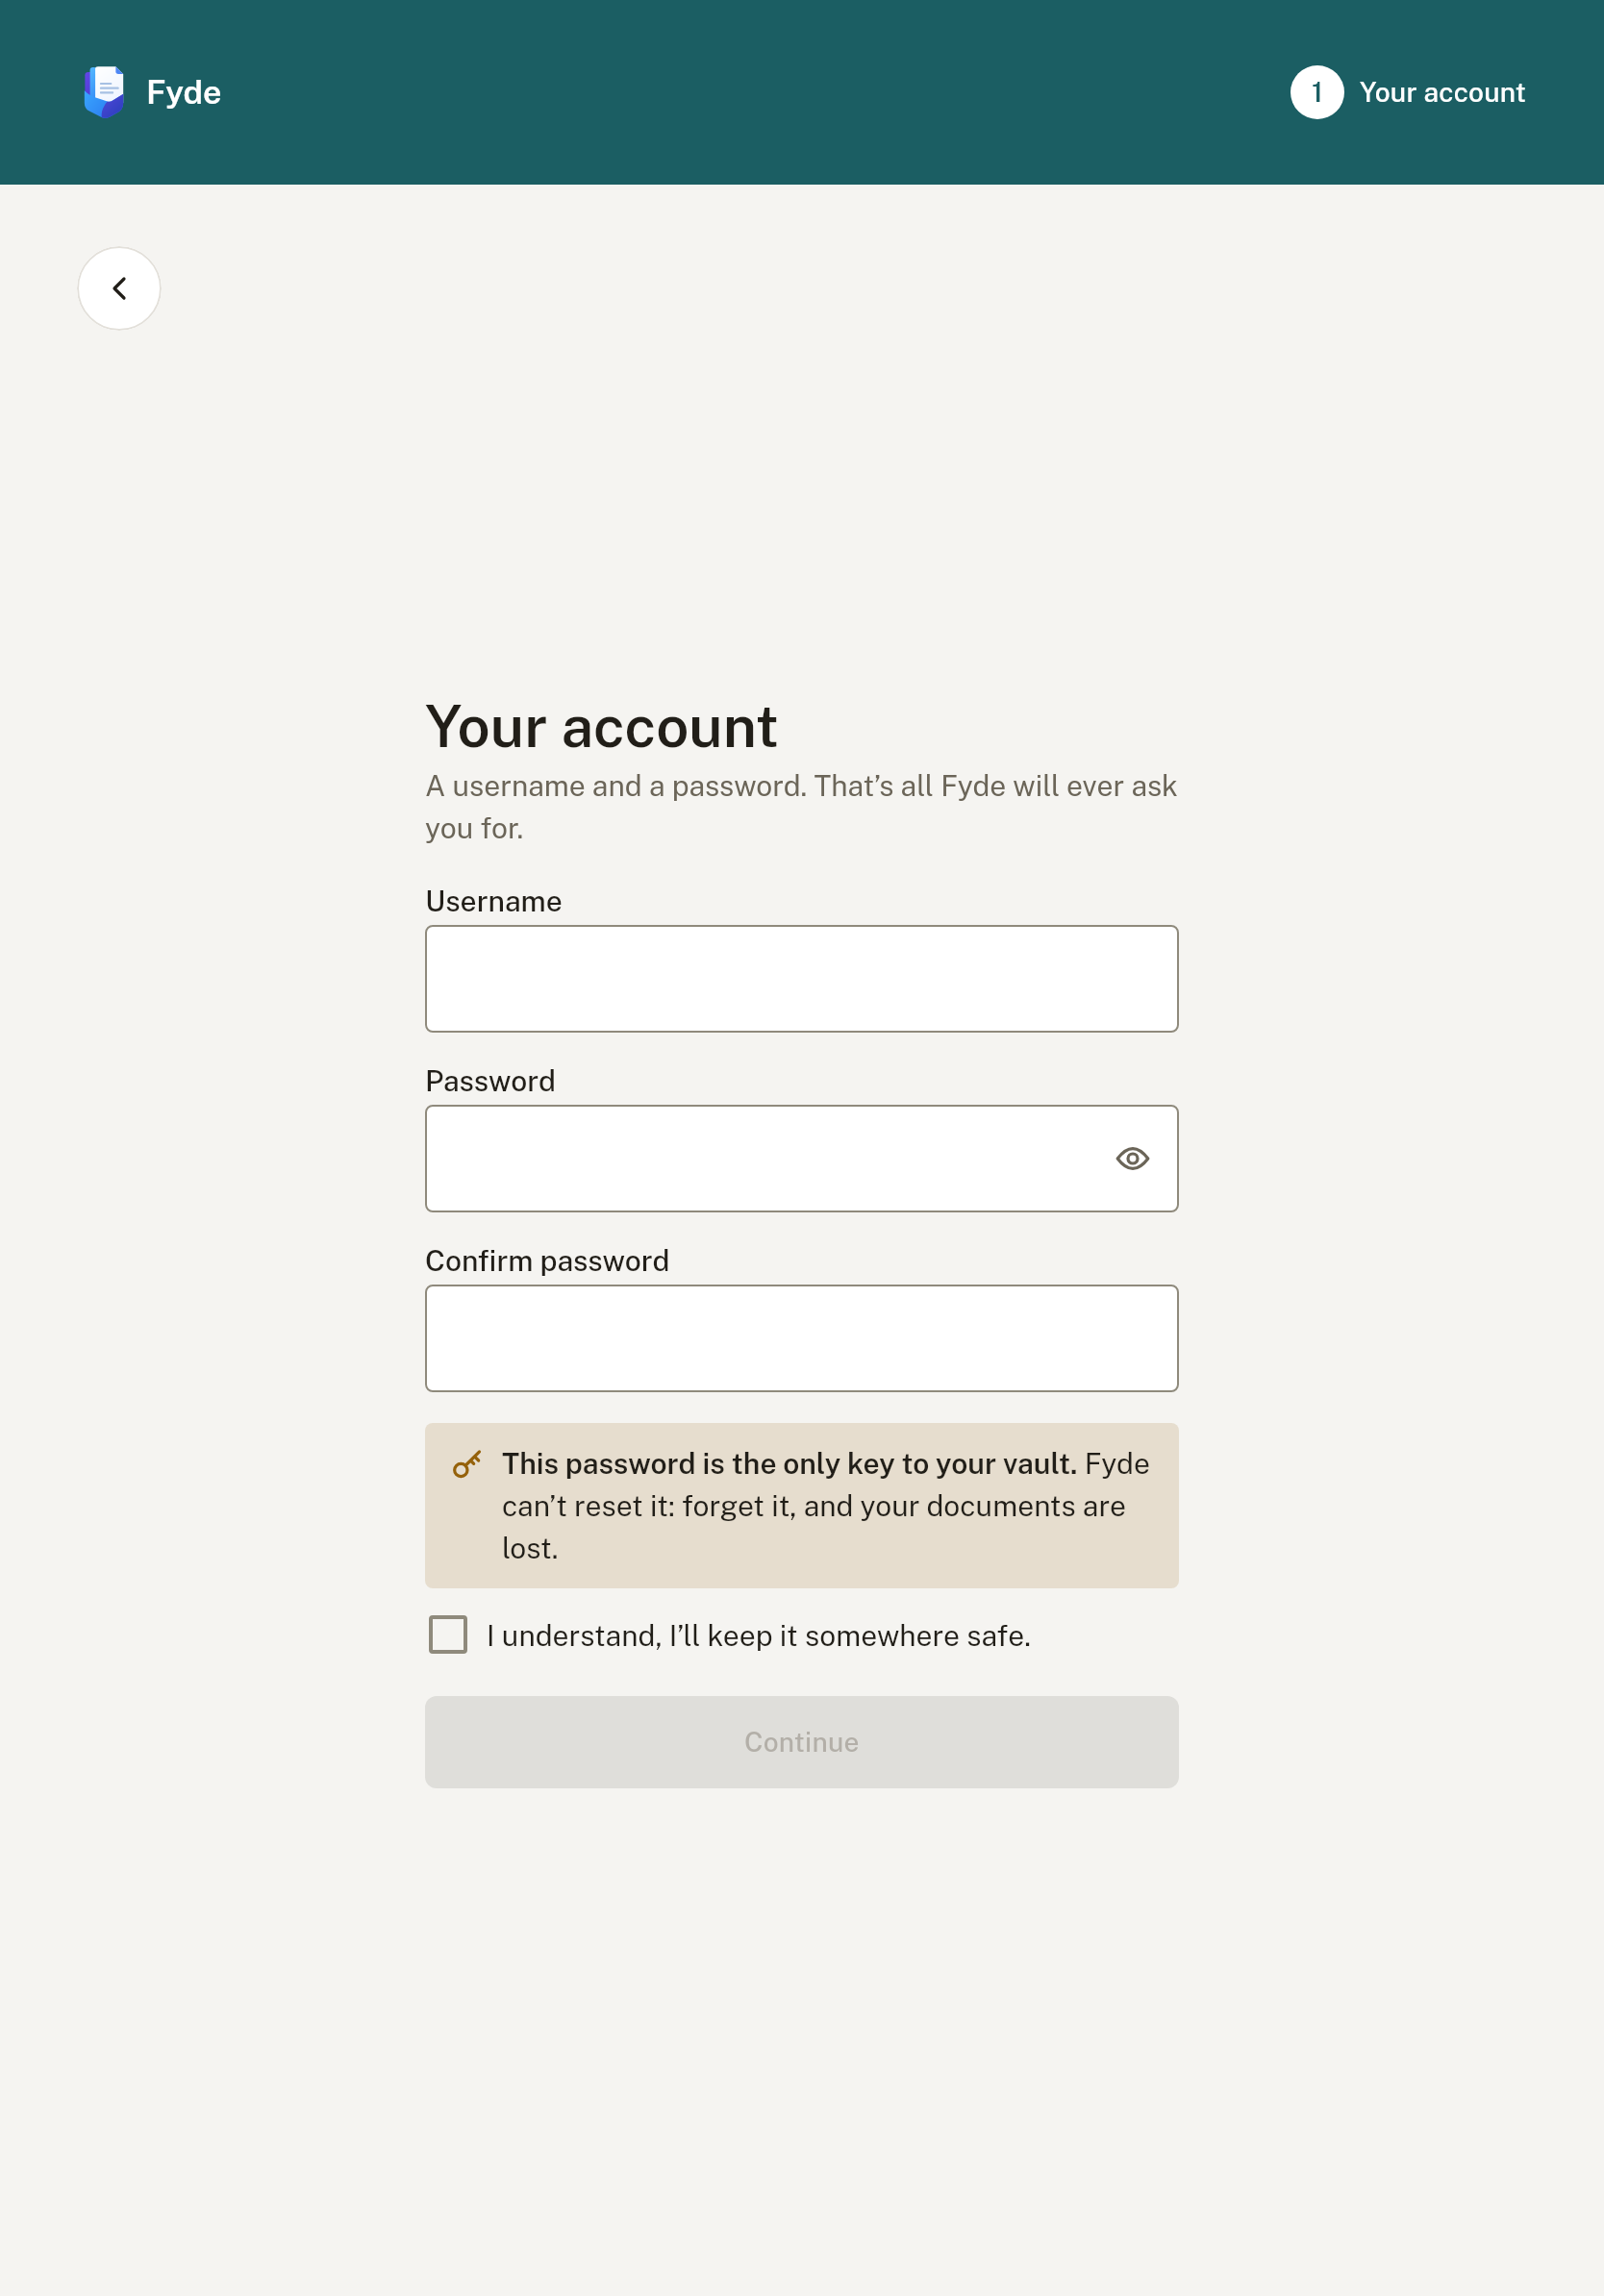 Fyde
1 Your account
Your account
A username and a password. That’s all Fyde will ever ask
you for.
Username
Password
Confirm password
This password is the only key to your vault. Fyde
can’t reset it: forget it, and your documents are
lost.
I understand, I’ll keep it somewhere safe.
Continue